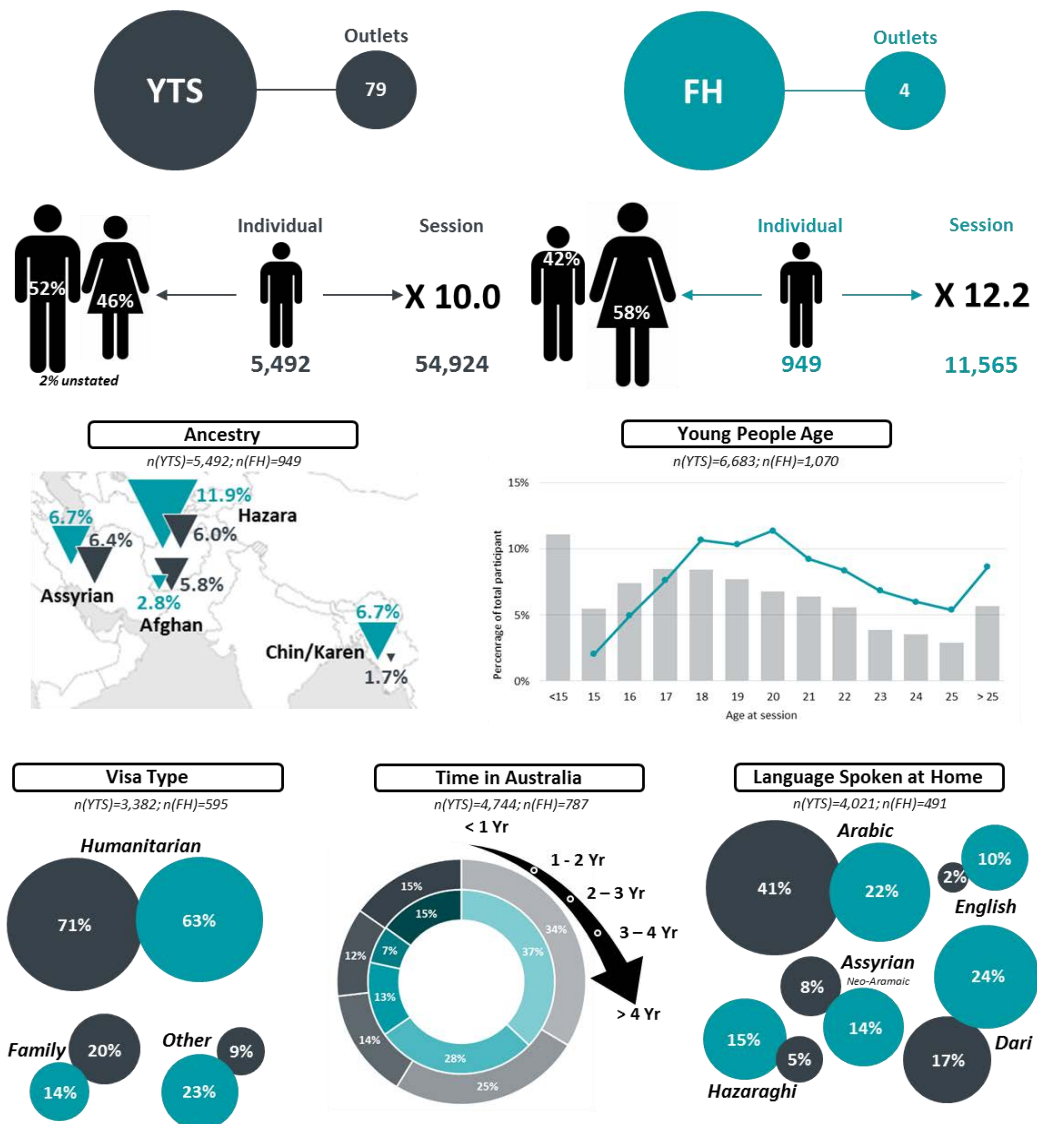 Outlets
YTS
79
Outlets
FH
4
52%
46%
2% unstated
Individual
5,492
Session
X 10.0
54,924
42%
58%
Individual
949
Session
X 12.2
11,565
Ancestry
n(YTS)=5,492; n(FH)=949
11.9%
Hazara
6.0%
6.7%
6.4%
Assyrian
5.8%
2.8%
Afghan
6.7%
Chin/Karen
1.7%
Young People Age
n(YTS)=6,683; n(FH)=1,070
Percenrage of total participant
15%
10%
5%
0%
<15 15 16 17 18 19 20 21 22 23 24 25 > 25
Age at session
Visa Type
n(YTS)=3,382; n(FH)=595
Humanitarian
71%
63%
Family
20%
14%
Other
9%
23%
Time in Australia
n(YTS)=4,744; n(FH)=787
< 1 Yr
1 - 2 Yr
2 – 3 Yr
3 – 4 Yr
> 4 Yr
15%
15%
34%
37%
12%
7%
13%
14%
28%
25%
Language Spoken at Home
n(YTS)=4,021; n(FH)=491
Arabic
41%
22%
10%
2%
English
Assyrian
Neo-Aramaic
8%
14%
24%
15%
5%
Hazaraghi
17%
Dari